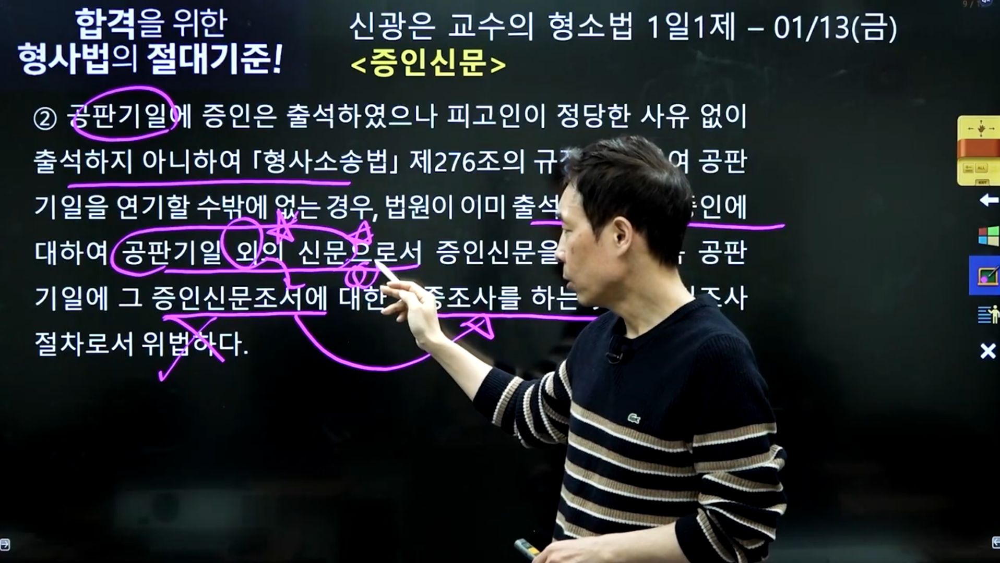 합격을 위한
형사법의 절대기준!
신광은 교수의 형소법 1일1제 – 01/13(금)
<증인신문>
② 공판기일에 증인은 출석하였으나 피고인이 정당한 사유 없이
출석하지 아니하여 「형사소송법」 제276조의 여 공판
기일을 연기할 수밖에 없는 경우, 법원이 이미 출석 인에
대하여 공판기일 외의 신문으로서 증인신문을 공판
기일에 그 증인신문조서에 대한 증조사를 하는 조사
절차로서 위법하다.
ALL
EXIT